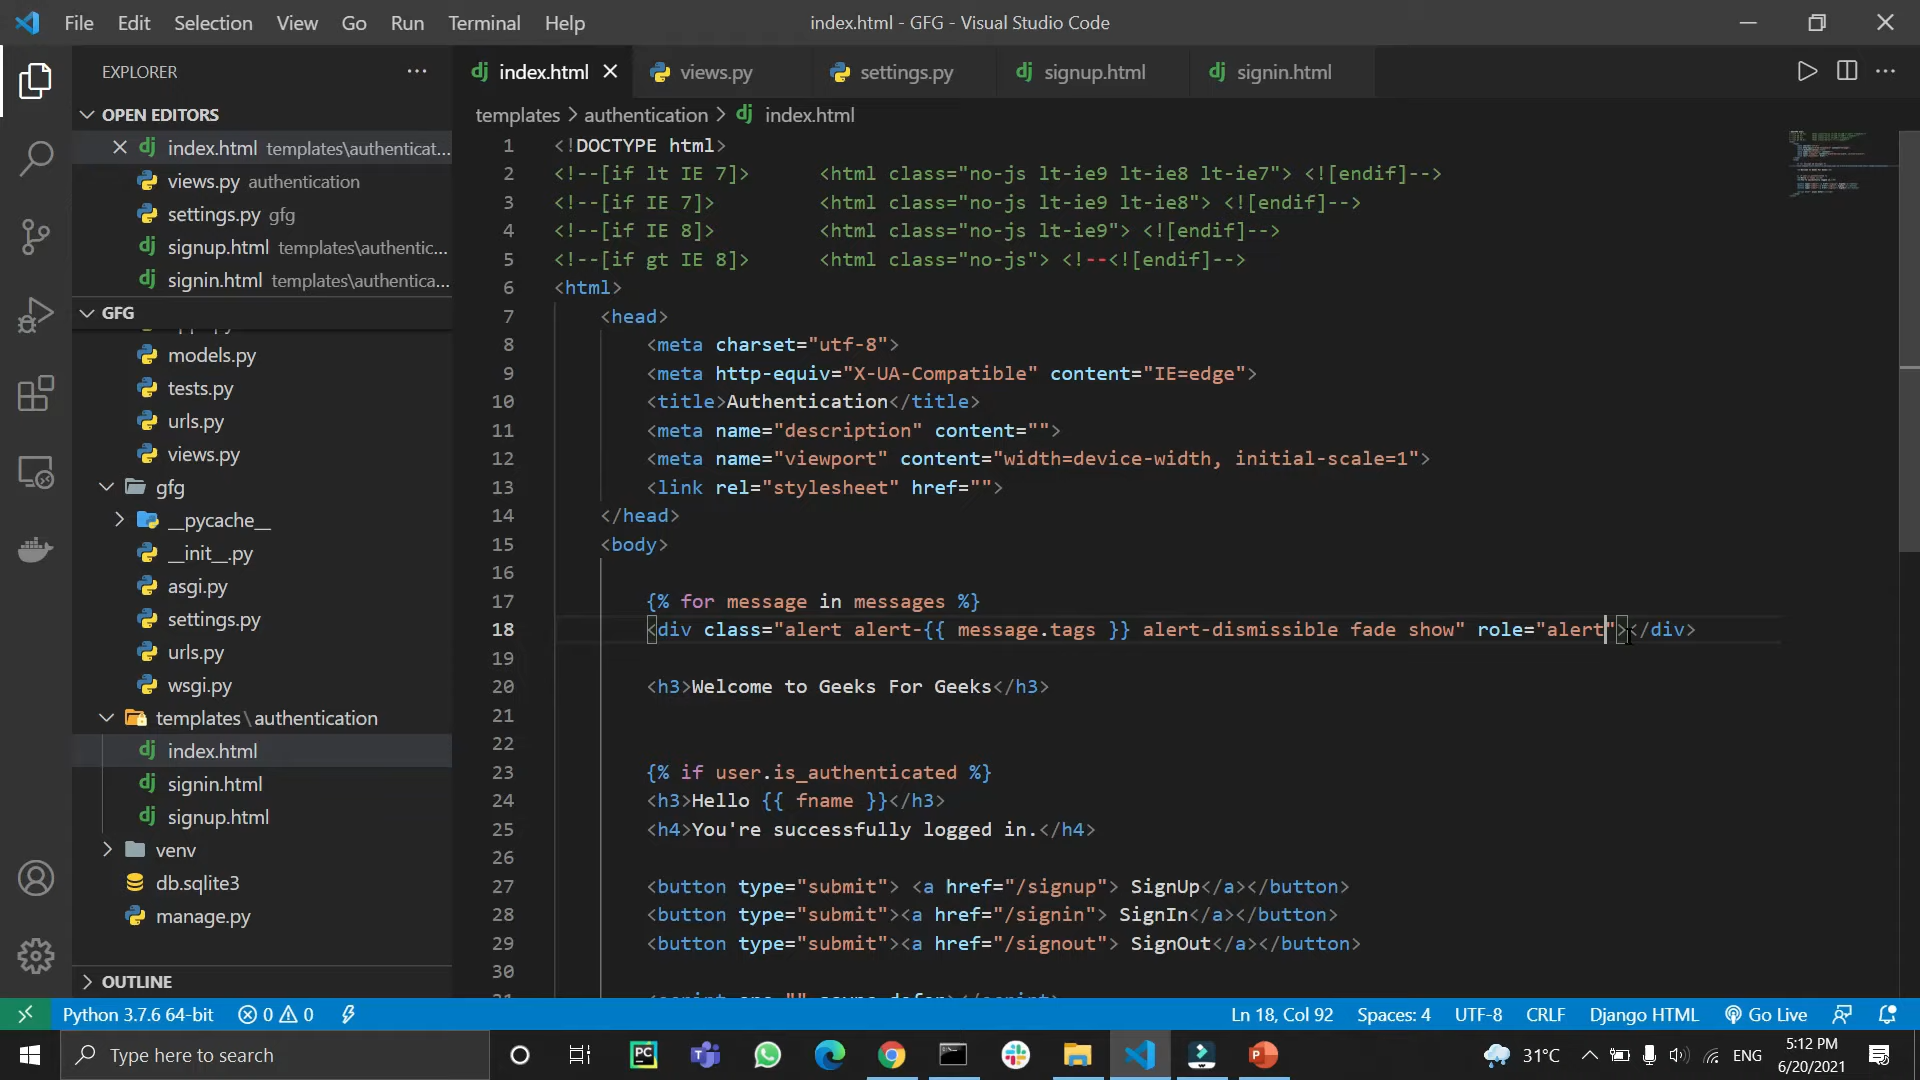 File Edit Selection View Go Run Terminal Help
index.html - GFG - Visual Studio Code
EXPLORER
OPEN EDITORS
index.html templates\authenticat...
views.py authentication
settings.py gfg
signup.html templates\authentic...
signin.html templates\authentica...
GFG
models.py
tests.py
urls.py
views.py
gfg
__pycache__
__init__.py
asgi.py
settings.py
urls.py
wsgi.py
templates\authentication
index.html
signin.html
signup.html
venv
db.sqlite3
manage.py
OUTLINE
index.html views.py settings.py signup.html signin.html
templates > authentication > index.html
1 <!DOCTYPE html>
2 <!--[if lt IE 7]>      <html class="no-js lt-ie9 lt-ie8 lt-ie7"> <![endif]-->
3 <!--[if IE 7]>         <html class="no-js lt-ie9 lt-ie8"> <![endif]-->
4 <!--[if IE 8]>         <html class="no-js lt-ie9"> <![endif]-->
5 <!--[if gt IE 8]>      <html class="no-js"> <!--<![endif]-->
6 <html>
7 <head>
8 <meta charset="utf-8">
9 <meta http-equiv="X-UA-Compatible" content="IE=edge">
10 <title>Authentication</title>
11 <meta name="description" content="">
12 <meta name="viewport" content="width=device-width, initial-scale=1">
13 <link rel="stylesheet" href="">
14 </head>
15 <body>
16
17 {% for message in messages %}
18 <div class="alert alert-{{ message.tags }} alert-dismissible fade show" role="alert"></div>
19
20 <h3>Welcome to Geeks For Geeks</h3>
21
22
23 {% if user.is_authenticated %}
24 <h3>Hello {{ fname }}</h3>
25 <h4>You're successfully logged in.</h4>
26
27 <button type="submit"> <a href="/signup"> SignUp</a></button>
28 <button type="submit"><a href="/signin"> SignIn</a></button>
29 <button type="submit"><a href="/signout"> SignOut</a></button>
30
Python 3.7.6 64-bit 0 0 Ln 18, Col 92 Spaces: 4 UTF-8 CRLF Django HTML Go Live
Type here to search
31°C ENG
5:12 PM
6/20/2021